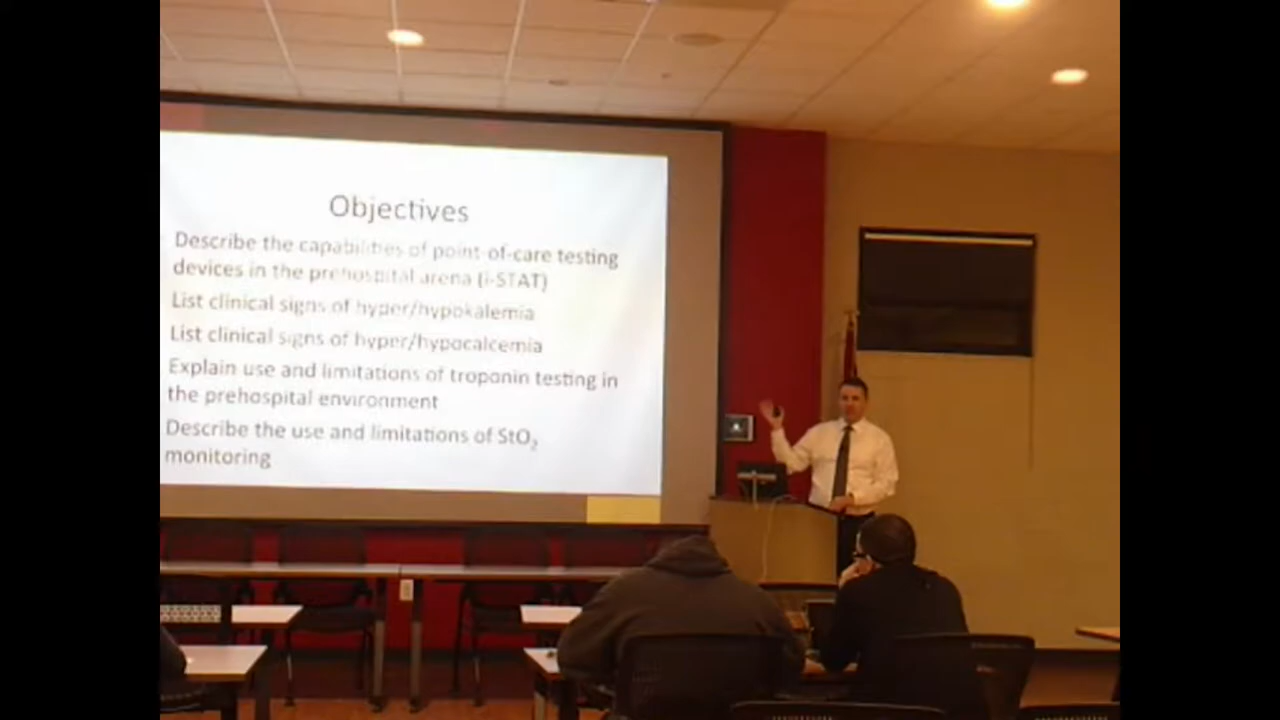 Objectives
Describe the capabilities of point-of-care testing
devices in the prehospital arena (i-STAT)
List clinical signs of hyper/hypokalemia
List clinical signs of hyper/hypocalcemia
Explain use and limitations of troponin testing in
the prehospital environment
Describe the use and limitations of StO₂
monitoring